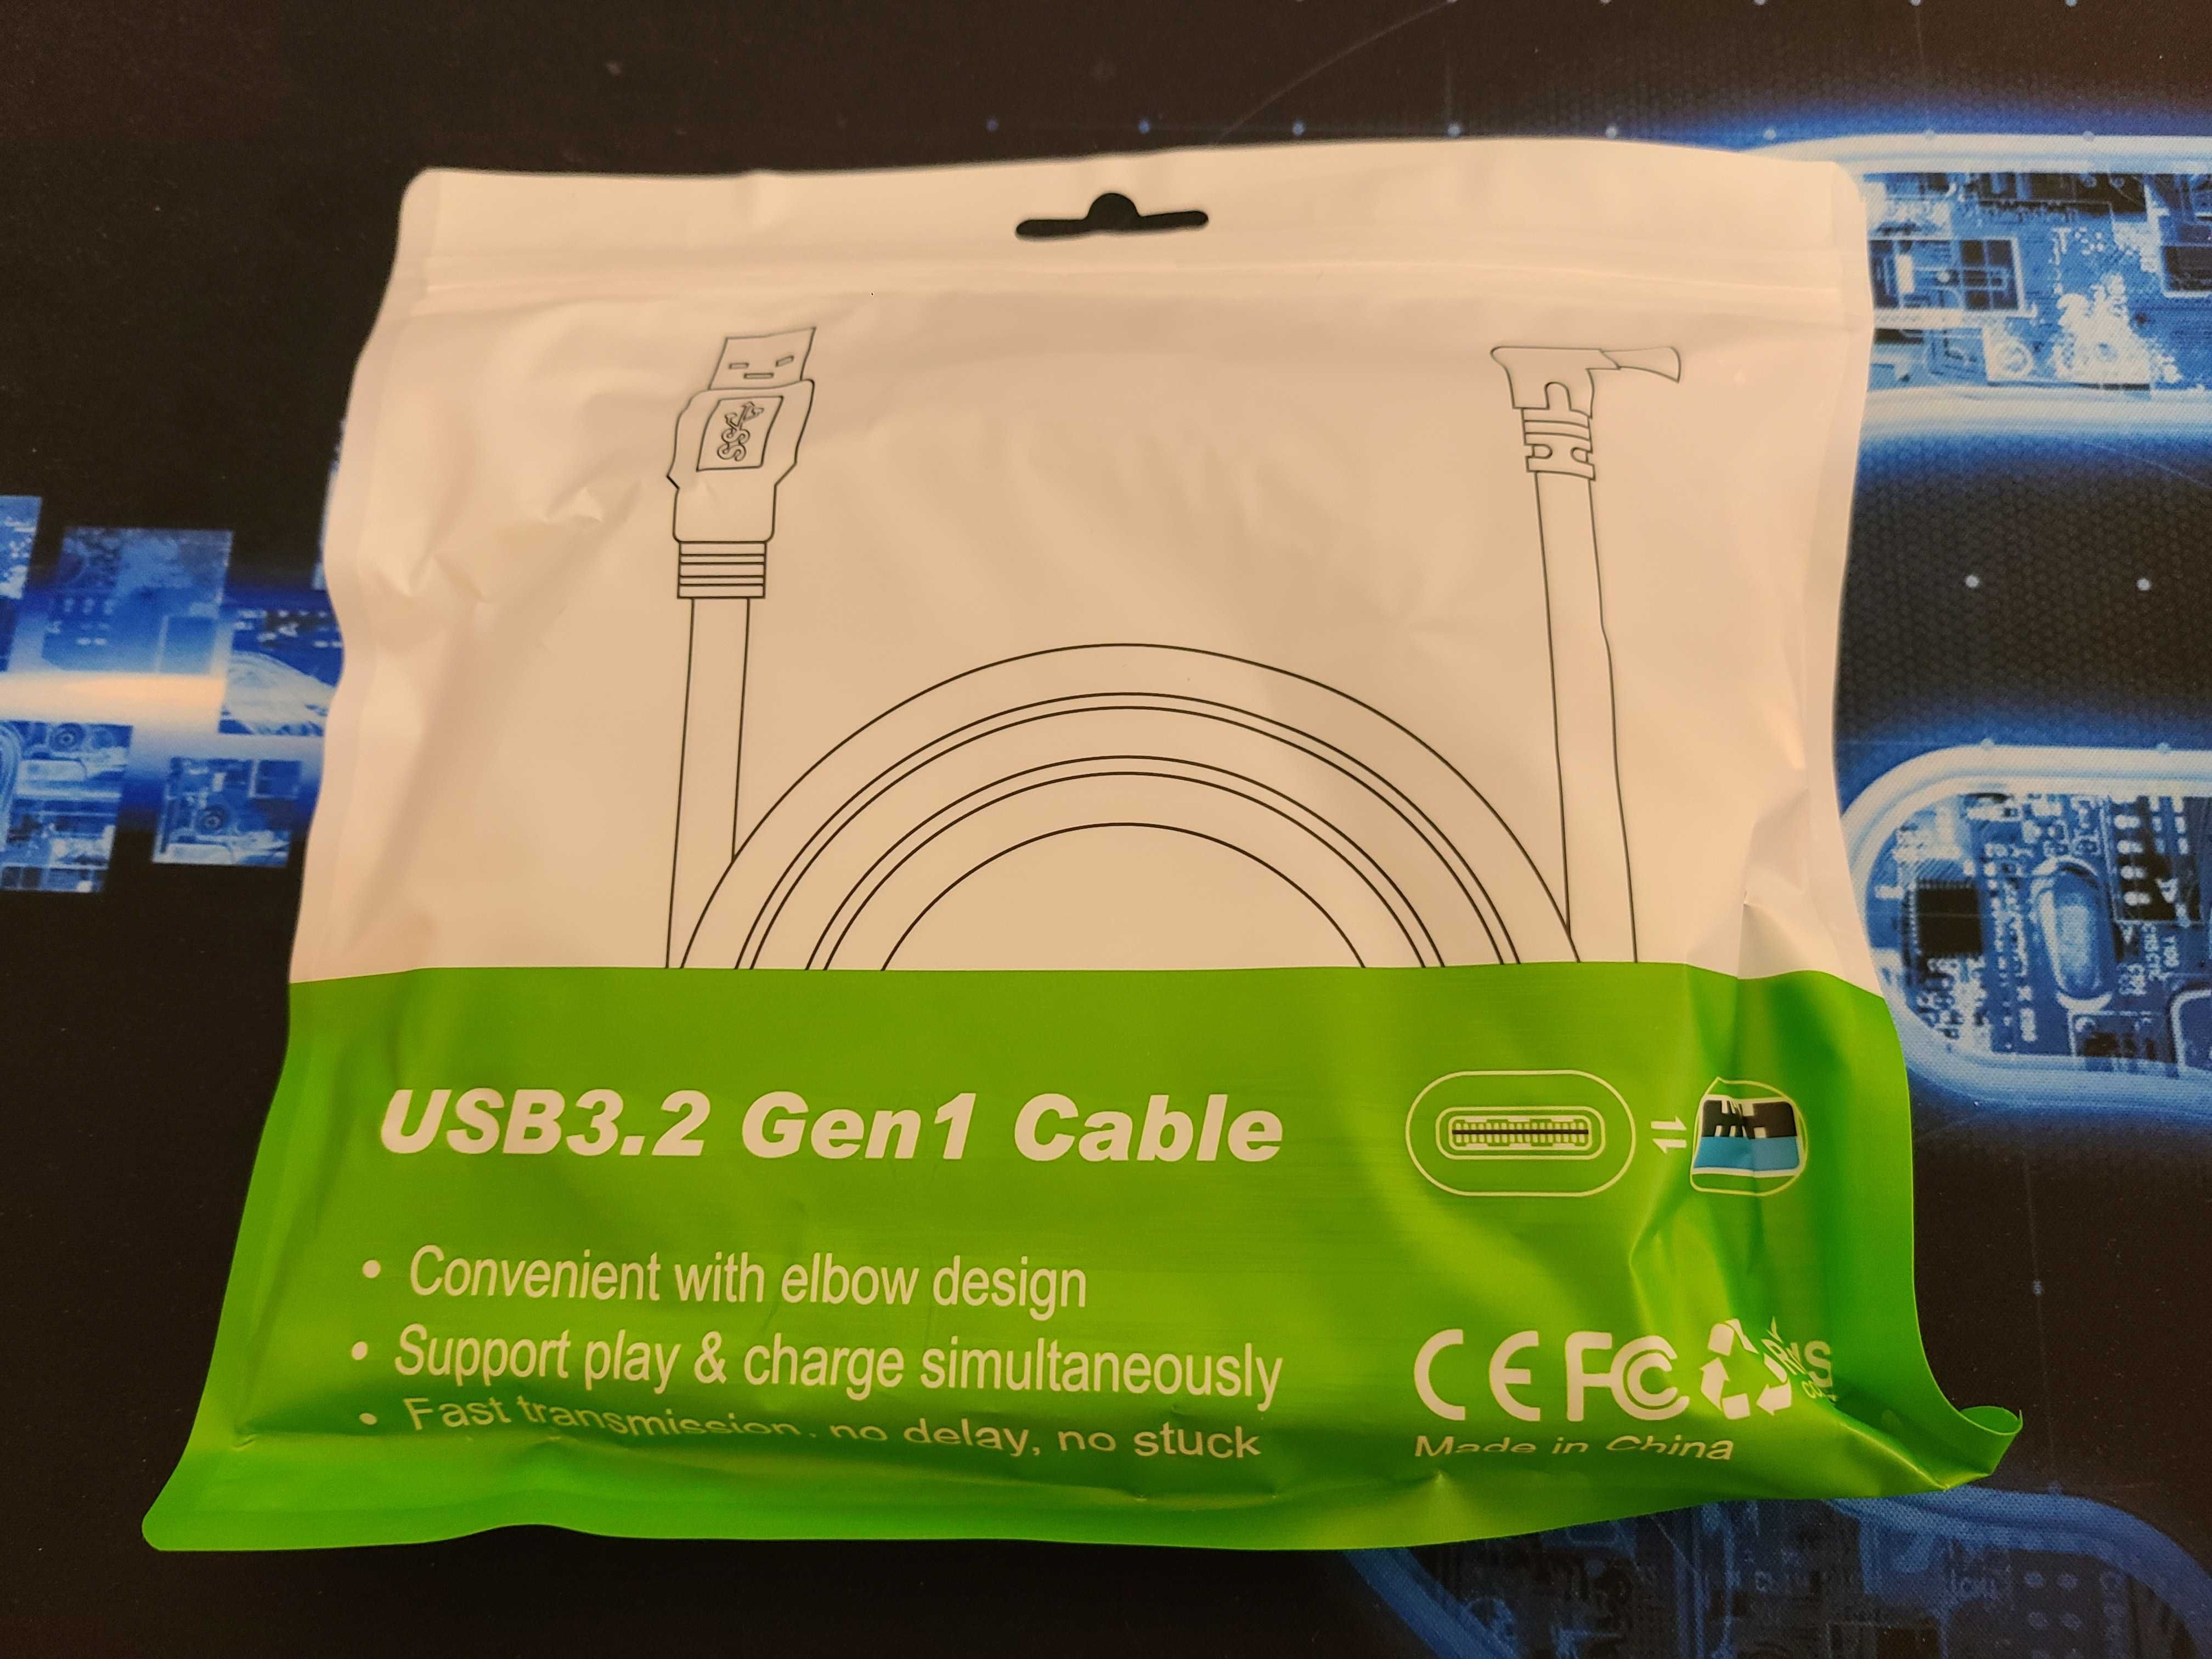 USB3.2 Gen1 Cable
• Convenient with elbow design
• Support play & charge simultaneously
• Fast transmission, no delay, no stuck
CE FC
Made in China